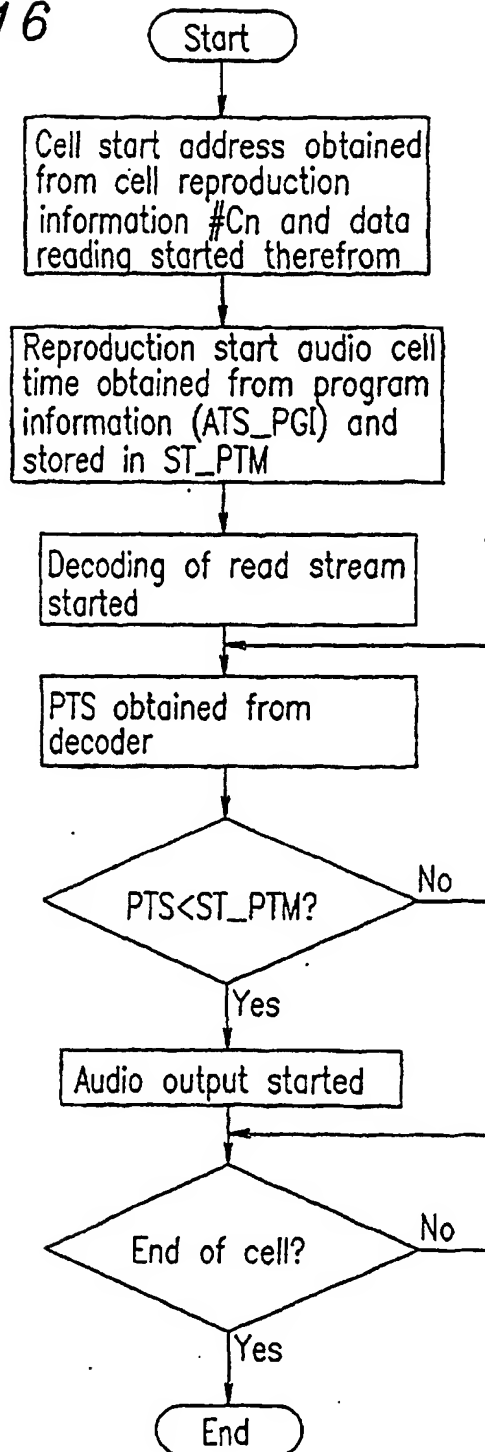 16
Start
Cell start address obtained
from cell reproduction
information #Cn and data
reading started therefrom
Reproduction start audio cell
time obtained from program
information (ATS_PGI) and
stored in ST_PTM
Decoding of read stream
started
PTS obtained from
decoder
PTS<ST_PTM?
No
Yes
Audio output started
End of cell?
No
Yes
End